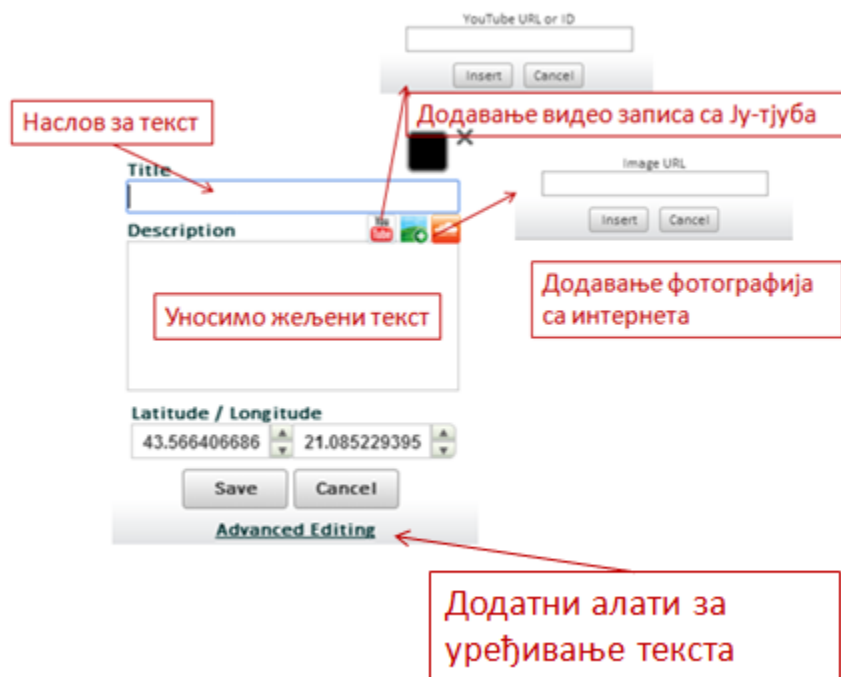 YouTube URL or ID
Insert
Cancel
Наслов за текст
Додавање видео записа са Ју-тјуба
Title
Image URL
Insert
Cancel
Description
You
Tube
Додавање фотографија
са интернета
Уносимо жељени текст
Latitude / Longitude
43.566406686
21.085229395
Save
Cancel
Advanced Editing
Додатни алати за
уређивање текста